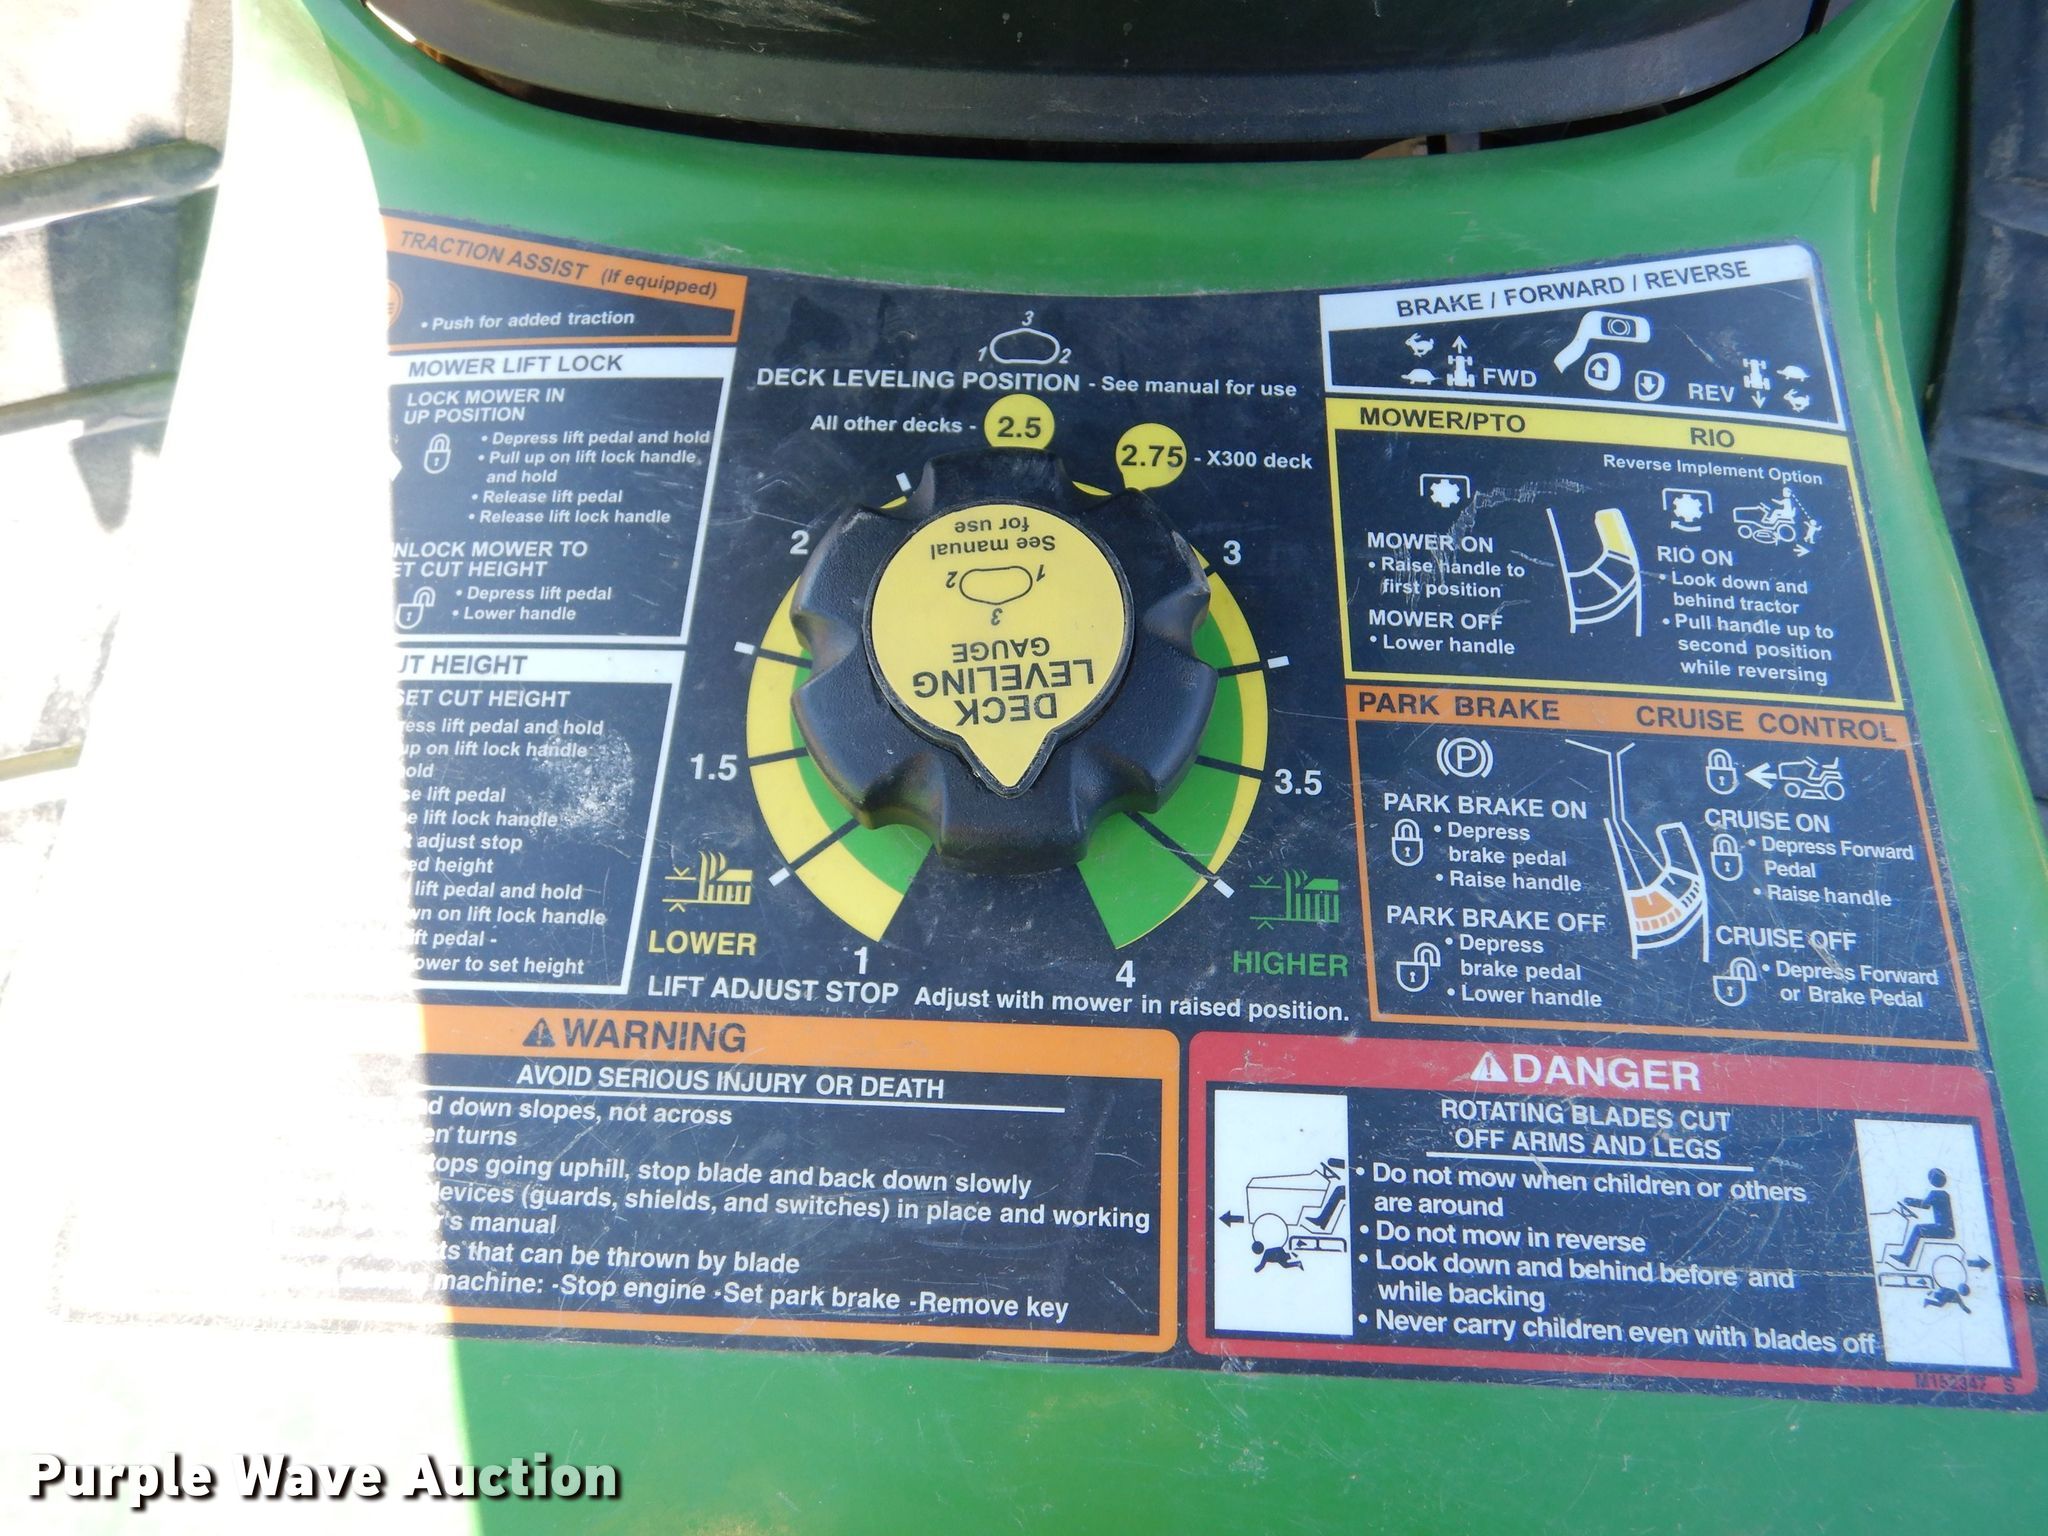 TRACTION ASSIST (If equipped)
• Push for added traction
MOWER LIFT LOCK
LOCK MOWER IN
UP POSITION
• Depress lift pedal and hold
• Pull up on lift lock handle
and hold
• Release lift pedal
• Release lift lock handle
MOWER TO
CUT HEIGHT
• Depress lift pedal
• Lower handle
HEIGHT
SET CUT HEIGHT
lift pedal and hold
up on lift lock handle
lift pedal
lift lock handle
adjust stop
height
lift pedal and hold
on lift lock handle
pedal -
to set height
3
1 2
DECK LEVELING POSITION - See manual for use
All other decks - 2.5
2.75 - X300 deck
2
3
1.5
3.5
1
4
DECK
LEVELING
GAUGE
3
1 2
See manual
for use
LOWER
HIGHER
LIFT ADJUST STOP Adjust with mower in raised position.
BRAKE / FORWARD / REVERSE
FWD
REV
MOWER/PTO
RIO
Reverse Implement Option
MOWER ON
• Raise handle to
first position
MOWER OFF
• Lower handle
RIO ON
• Look down and
behind tractor
• Pull handle up to
second position
while reversing
PARK BRAKE
CRUISE CONTROL
P
PARK BRAKE ON
• Depress
brake pedal
• Raise handle
PARK BRAKE OFF
• Depress
brake pedal
• Lower handle
CRUISE ON
• Depress Forward
Pedal
• Raise handle
CRUISE OFF
• Depress Forward
or Brake Pedal
WARNING
AVOID SERIOUS INJURY OR DEATH
down slopes, not across
turns
going uphill, stop blade and back down slowly
(guards, shields, and switches) in place and working
manual
that can be thrown by blade
machine: -Stop engine -Set park brake -Remove key
DANGER
ROTATING BLADES CUT
OFF ARMS AND LEGS
• Do not mow when children or others
are around
• Do not mow in reverse
• Look down and behind before and
while backing
• Never carry children even with blades off
M152347 S
Purple Wave Auction